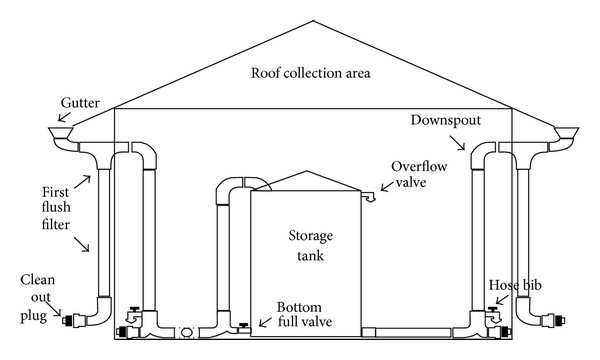 Roof collection area
Gutter
Downspout
Overflow
valve
First
flush
filter
Storage
tank
Clean
out
plug
Hose bib
Bottom
full valve